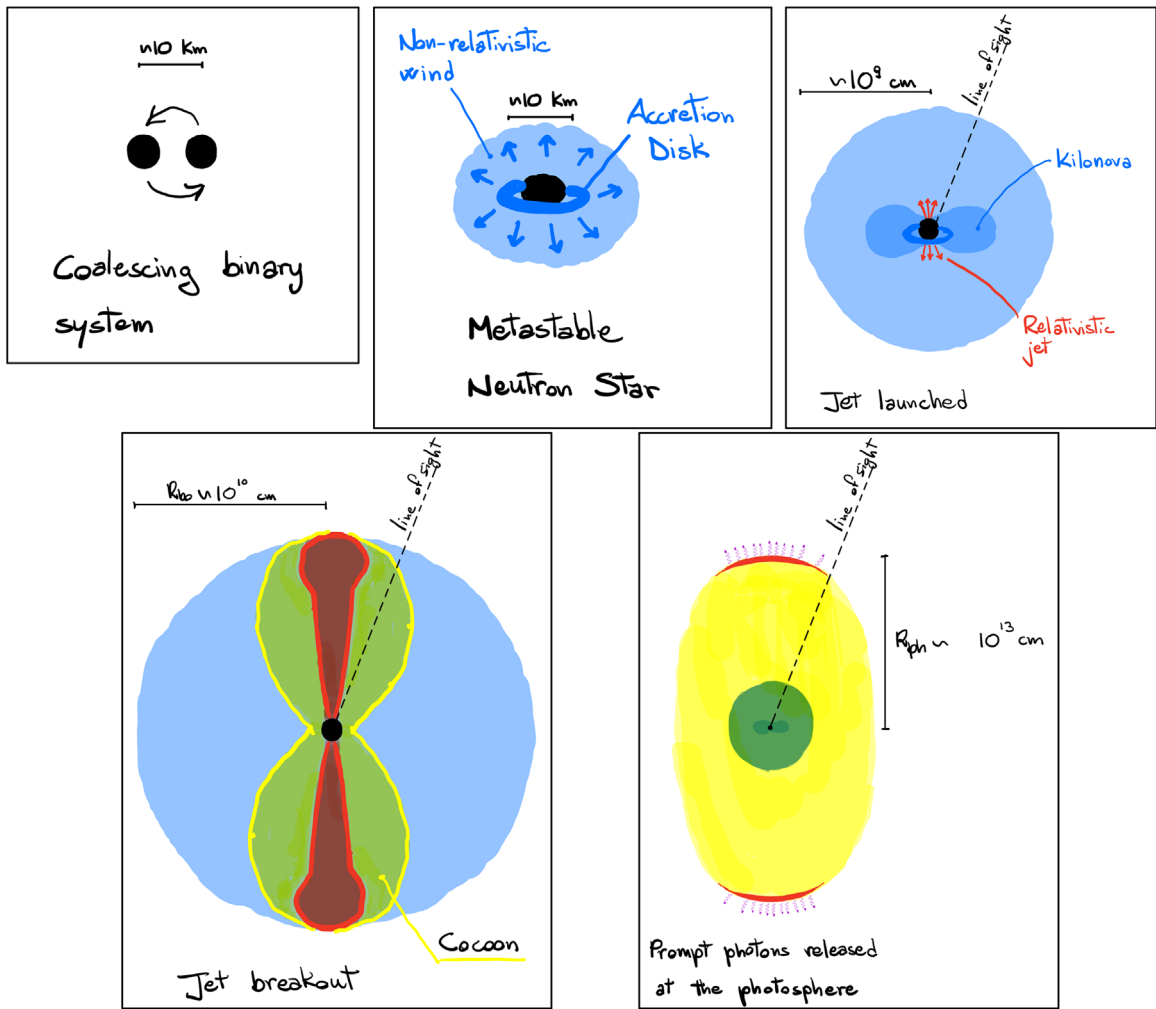 ~10 Km
Coalescing binary
system
Non-relativistic
wind
~10 Km
Accretion
Disk
Metastable
Neutron Star
~10⁹ cm
line of sight
Kilonova
Relativistic
jet
Jet launched
Rbo ~ 10¹⁰ cm
line of sight
Cocoon
Jet breakout
line of sight
Rph ~ 10¹³ cm
Prompt photons released
at the photosphere